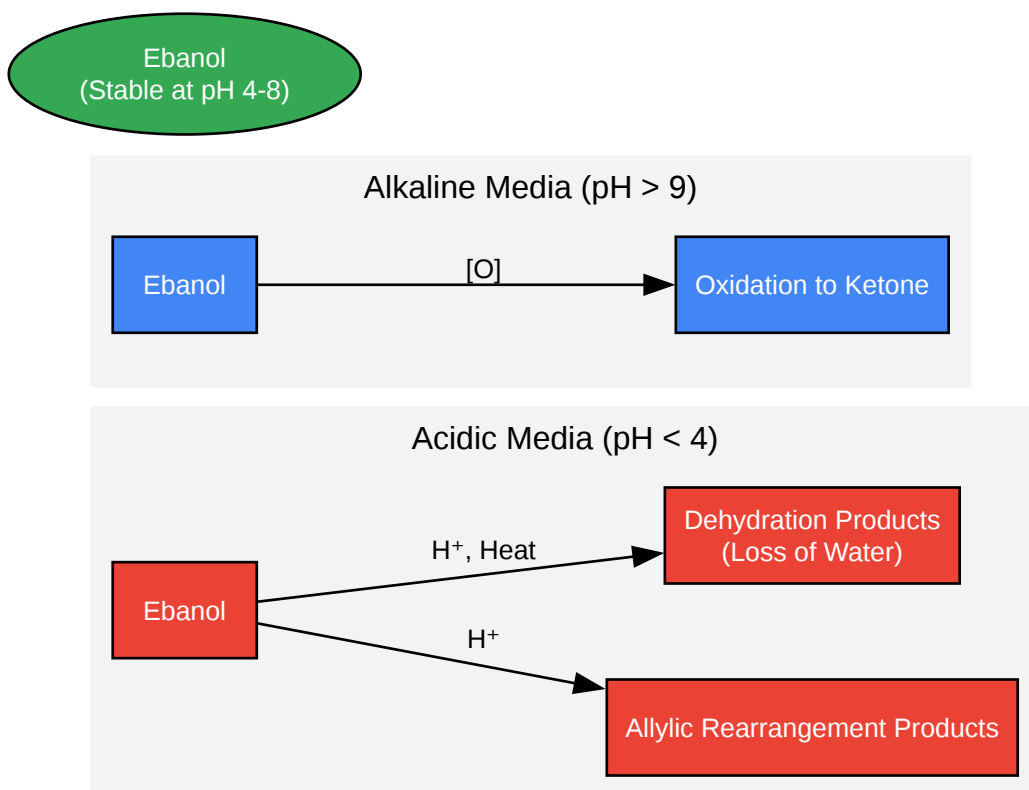 Ebanol
(Stable at pH 4-8)
Alkaline Media (pH > 9)
Ebanol
[O]
Oxidation to Ketone
Acidic Media (pH < 4)
Ebanol
H⁺, Heat
Dehydration Products
(Loss of Water)
H⁺
Allylic Rearrangement Products